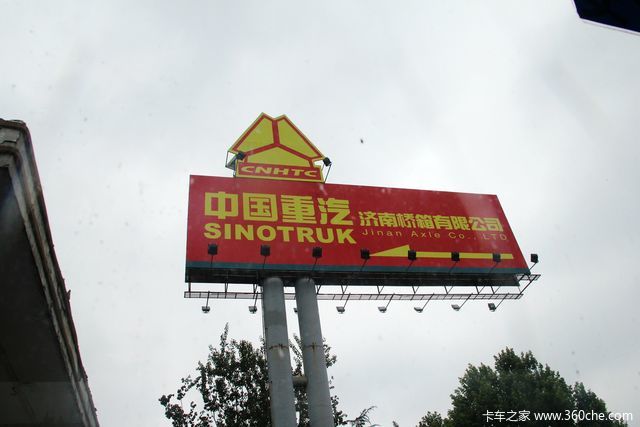 CNHTC
中国重汽
SINOTRUK
济南桥箱有限公司
Jinan Axle Co., LTD
卡车之家 www.360che.com